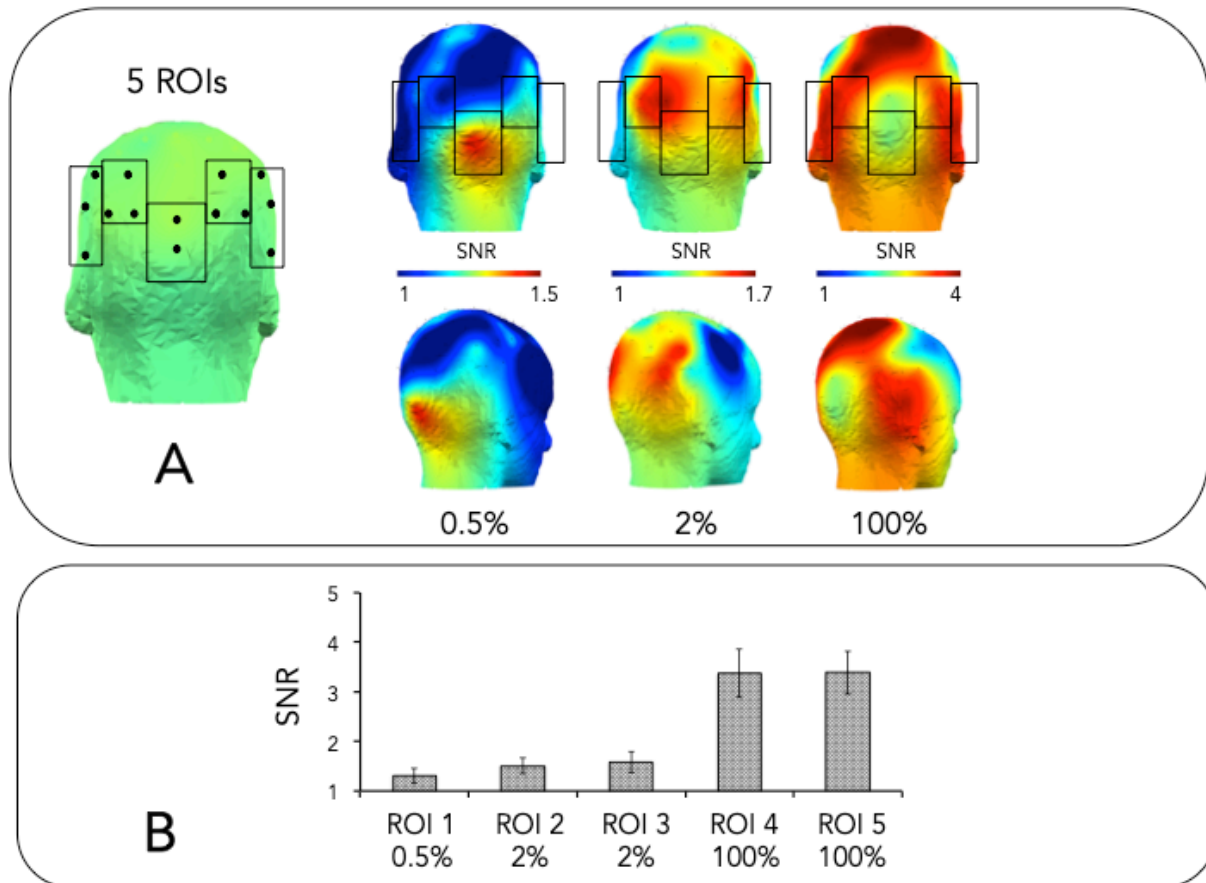 5 ROIs
SNR SNR SNR
1 1.5 1 1.7 1 4
A
0.5% 2% 100%
5
4
3
2
1
SNR
ROI 1 ROI 2 ROI 3 ROI 4 ROI 5
0.5% 2% 2% 100% 100%
B